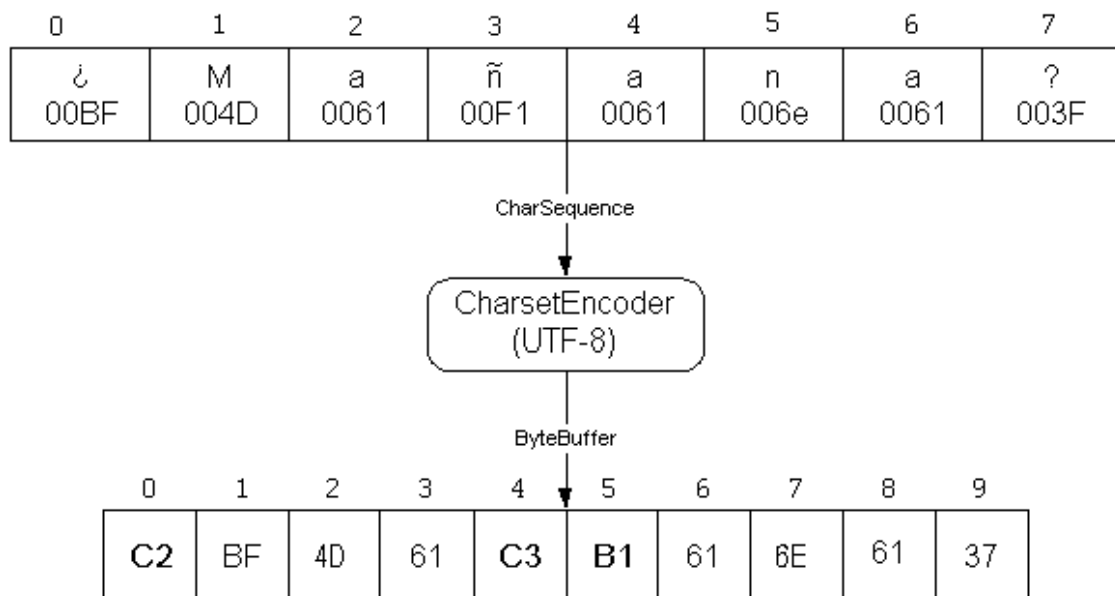 0 1 2 3 4 5 6 7
¿ M a ñ a n a ?
00BF 004D 0061 00F1 0061 006e 0061 003F
CharSequence
CharsetEncoder
(UTF-8)
ByteBuffer
0 1 2 3 4 5 6 7 8 9
C2 BF 4D 61 C3 B1 61 6E 61 37